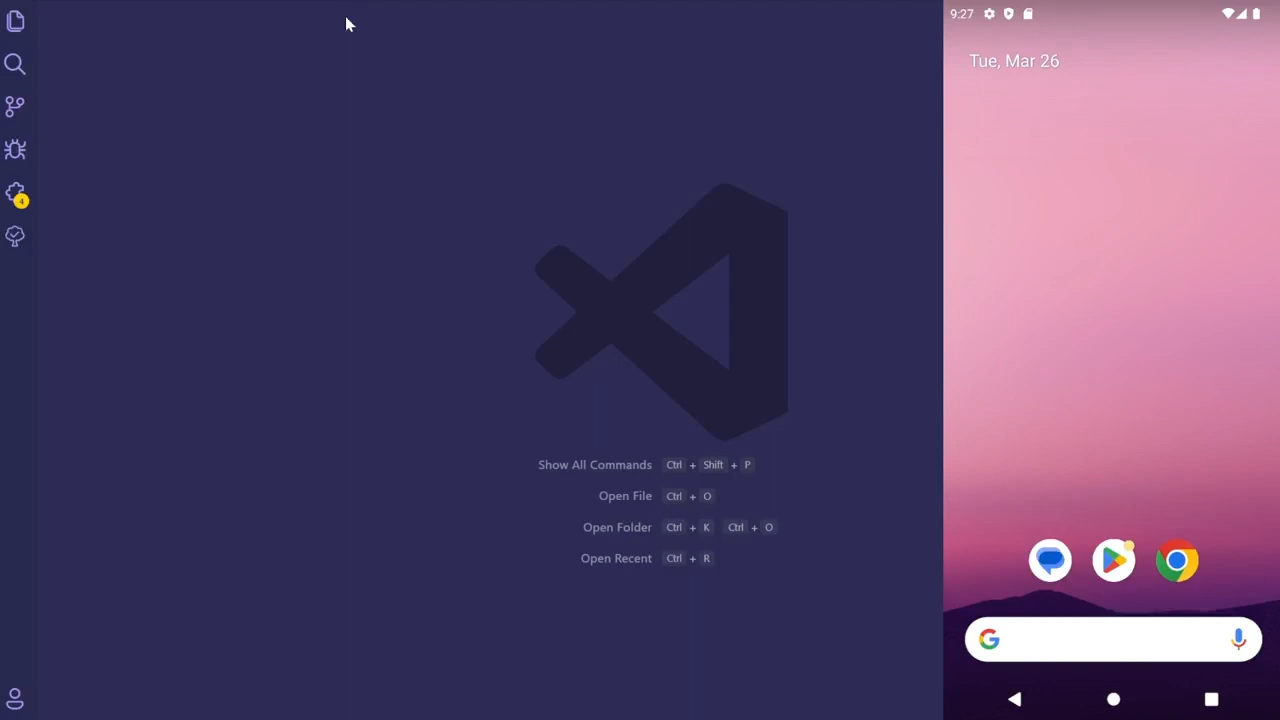 4
Show All Commands Ctrl + Shift + P
Open File Ctrl + O
Open Folder Ctrl + K Ctrl + O
Open Recent Ctrl + R
9:27
Tue, Mar 26